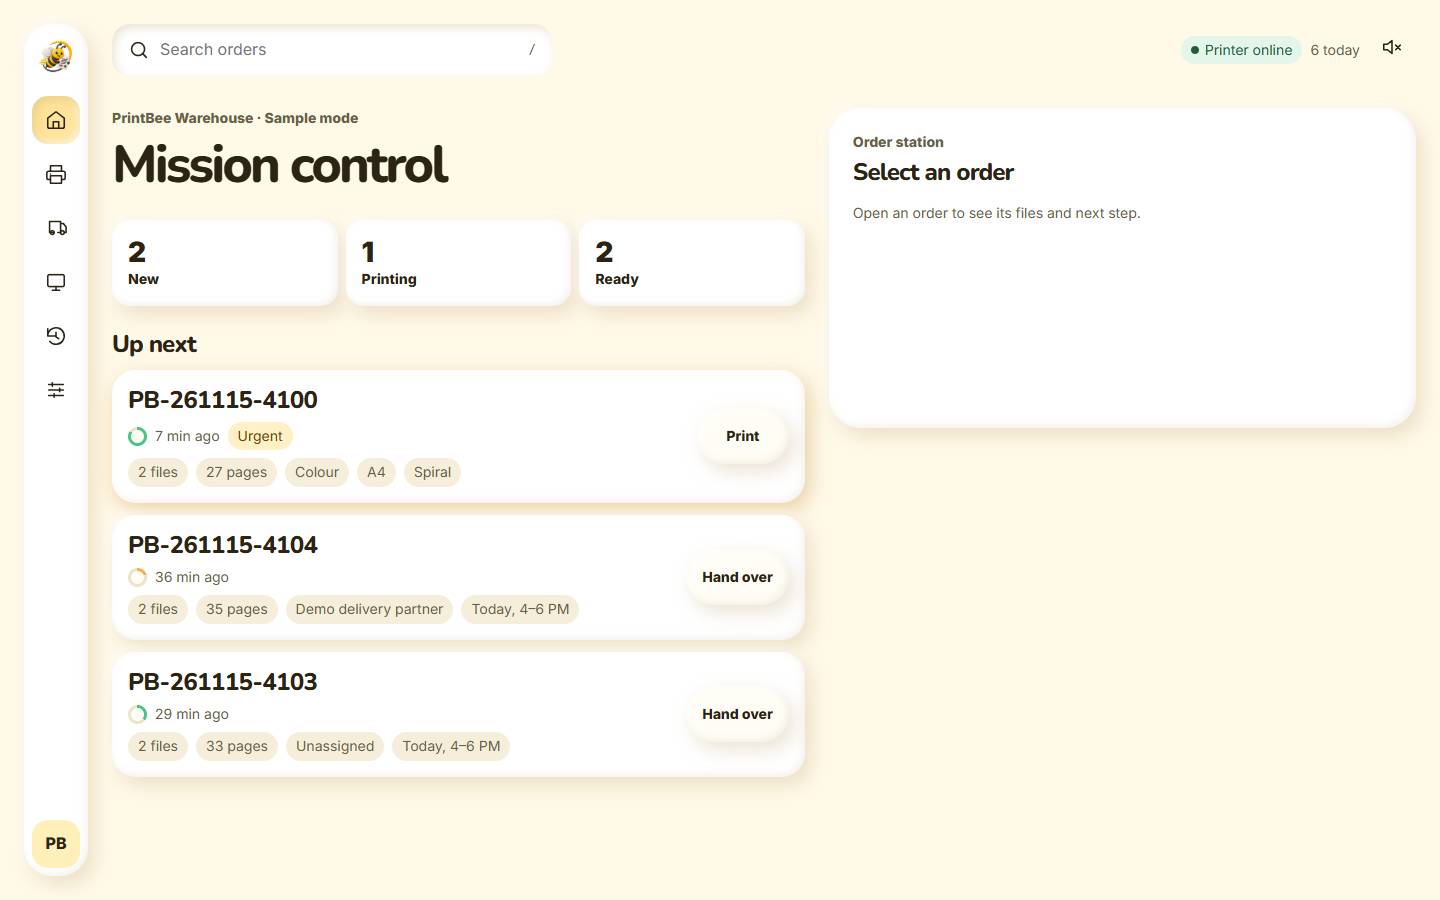 Search orders /
Printer online 6 today
PrintBee Warehouse · Sample mode
Mission control
2
New
1
Printing
2
Ready
Up next
PB-261115-4100
7 min ago Urgent
2 files 27 pages Colour A4 Spiral
Print
PB-261115-4104
36 min ago
2 files 35 pages Demo delivery partner Today, 4–6 PM
Hand over
PB-261115-4103
29 min ago
2 files 33 pages Unassigned Today, 4–6 PM
Hand over
Order station
Select an order
Open an order to see its files and next step.
PB